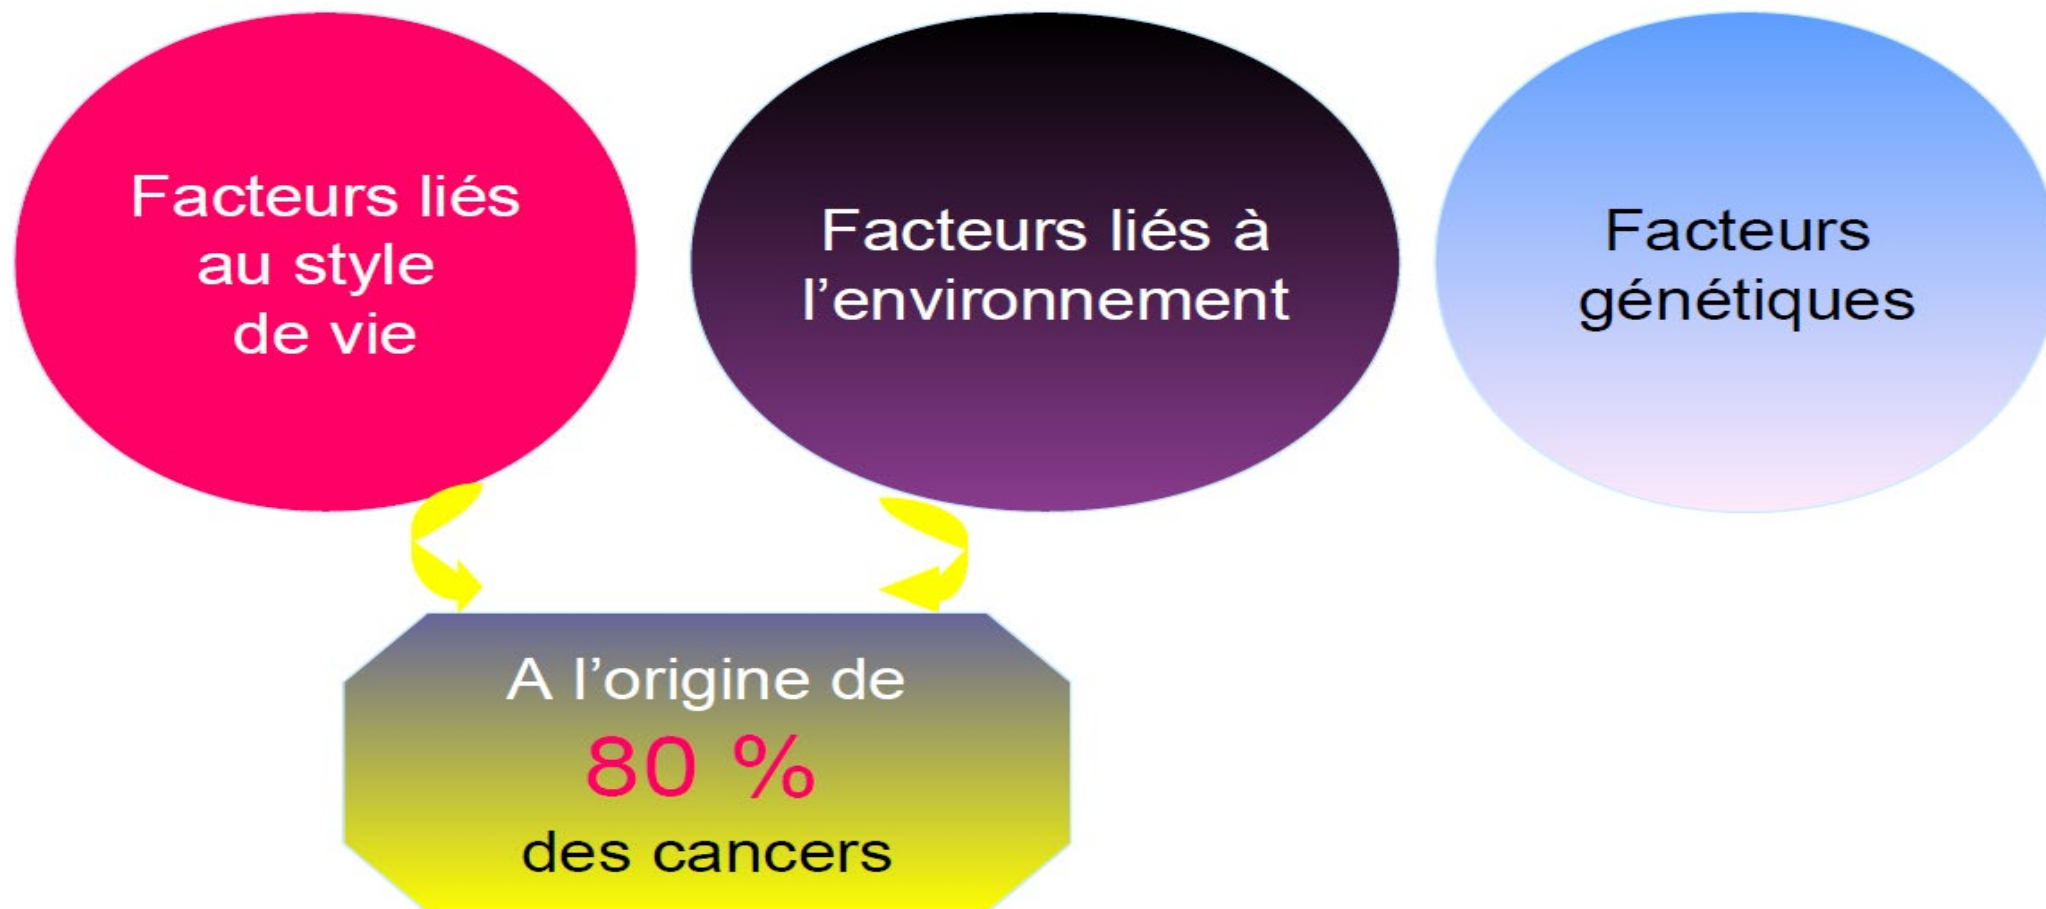 Facteurs liés
au style
de vie
Facteurs liés à
l’environnement
Facteurs
génétiques
A l’origine de
80 %
des cancers